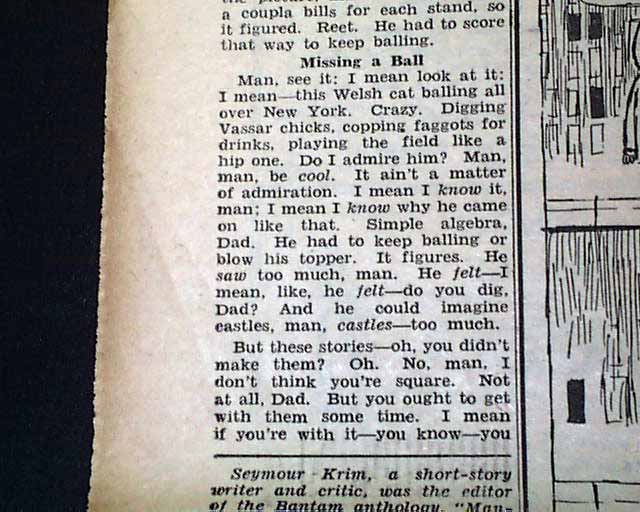 a coupla bills for each stand, so
it figured. Reet. He had to score
that way to keep balling.
Missing a Ball
Man, see it: I mean look at it:
I mean—this Welsh cat balling all
over New York. Crazy. Digging
Vassar chicks, copping faggots for
drinks, playing the field like a
hip one. Do I admire him? Man,
man, be cool. It ain't a matter
of admiration. I mean I know it,
man; I mean I know why he came
on like that. Simple algebra,
Dad. He had to keep balling or
blow his topper. It figures. He
saw too much, man. He felt—I
mean, like, he felt—do you dig,
Dad? And he could imagine
castles, man, castles—too much.
But these stories—oh, you didn't
make them? Oh. No, man, I
don't think you're square. Not
at all, Dad. But you ought to get
with them some time. I mean
if you're with it—you know—you
Seymour Krim, a short-story
writer and critic, was the editor
of the Bantam anthology, "Man-